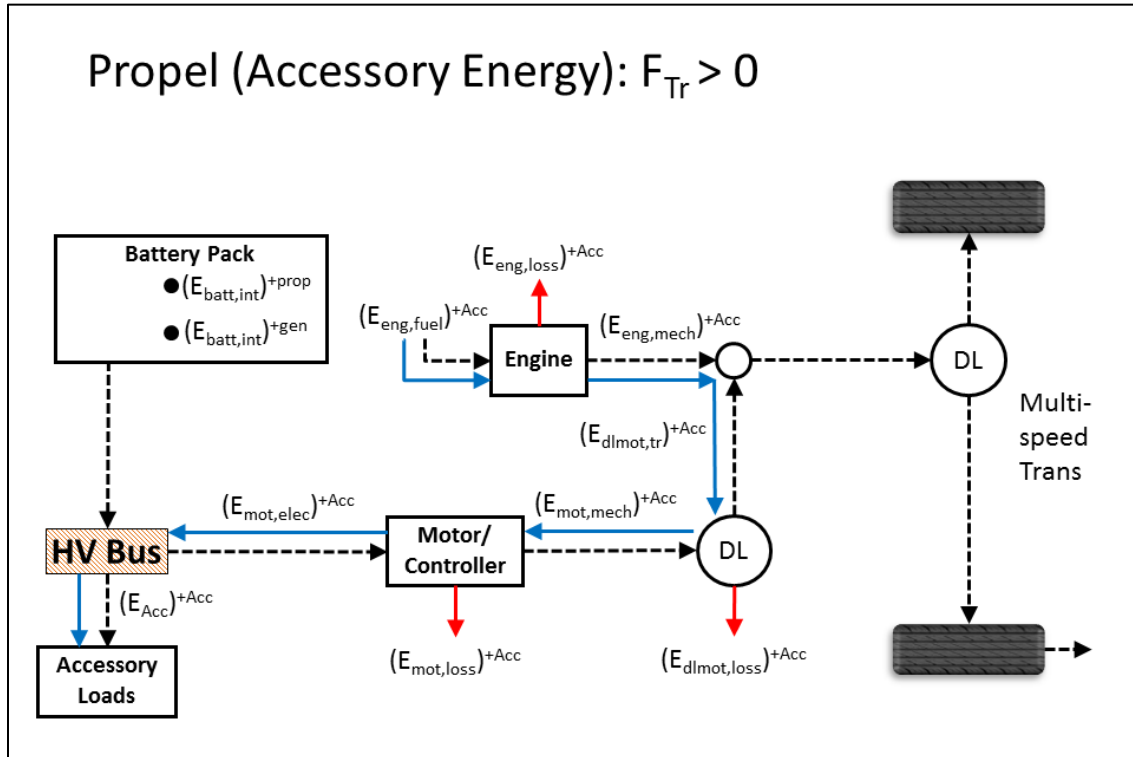 Propel (Accessory Energy): F_Tr > 0
Battery Pack
(E_batt,int)^+prop
(E_batt,int)^+gen
(E_eng,loss)^+Acc
(E_eng,fuel)^+Acc
(E_eng,mech)^+Acc
Engine
DL
Multi-
speed
Trans
(E_dlmot,tr)^+Acc
(E_mot,elec)^+Acc
(E_mot,mech)^+Acc
HV Bus
Motor/
Controller
DL
(E_Acc)^+Acc
(E_mot,loss)^+Acc
(E_dlmot,loss)^+Acc
Accessory
Loads